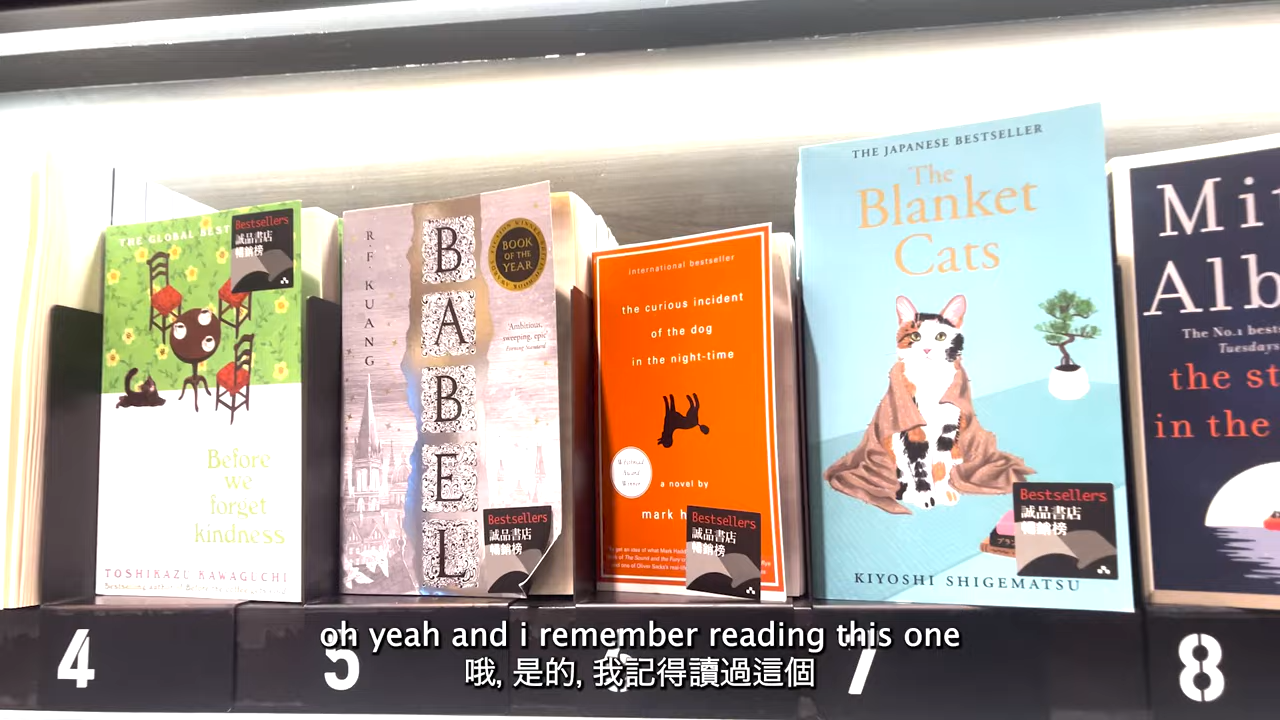 THE GLOBAL BEST
Bestsellers
誠品書店
暢銷榜
Before
we
forget
kindness
TOSHIKAZU KAWAGUCHI
R.F. KUANG
BABEL
BOOK
OF THE
YEAR
'Ambitious,
sweeping, epic'
Bestsellers
誠品書店
暢銷榜
international bestseller
the curious incident
of the dog
in the night-time
Whitbread
Award
Winner
a novel by
mark h
Bestsellers
誠品書店
暢銷榜
THE JAPANESE BESTSELLER
The
Blanket
Cats
Bestsellers
誠品書店
暢銷榜
KIYOSHI SHIGEMATSU
Mit
Alb
The No.1 best
Tuesdays
the st
in the
4
5
6
7
8
oh yeah and i remember reading this one
哦, 是的, 我記得讀過這個